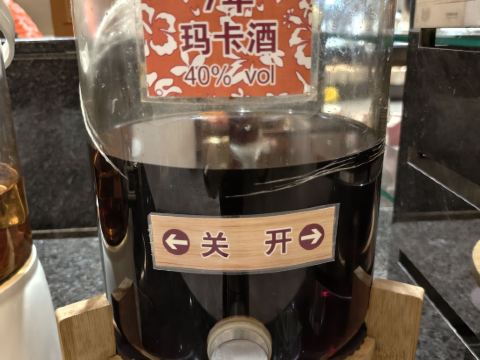 7年
玛卡酒
40% vol
← 关 开 →